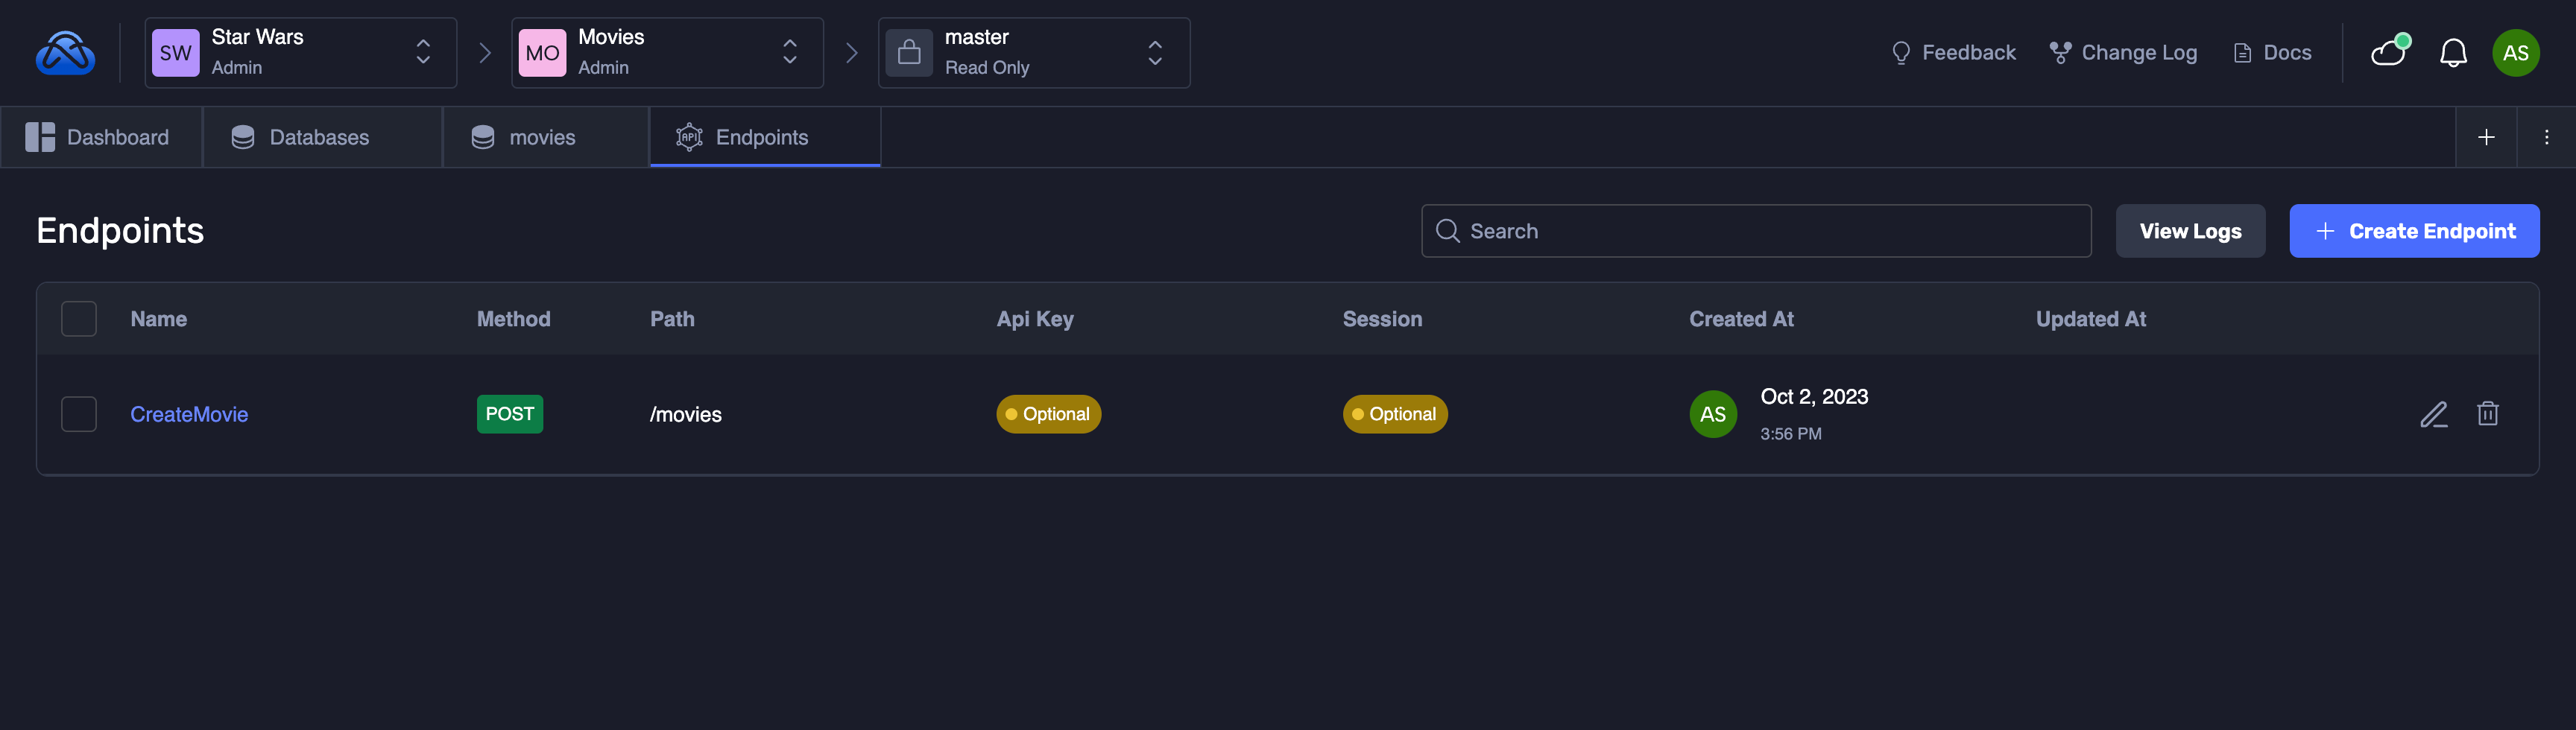 SW Star Wars Admin
MO Movies Admin
master Read Only
Feedback Change Log Docs AS
Dashboard Databases movies API Endpoints
Endpoints Search View Logs Create Endpoint
Name Method Path Api Key Session Created At Updated At
CreateMovie POST /movies Optional Optional AS Oct 2, 2023
3:56 PM